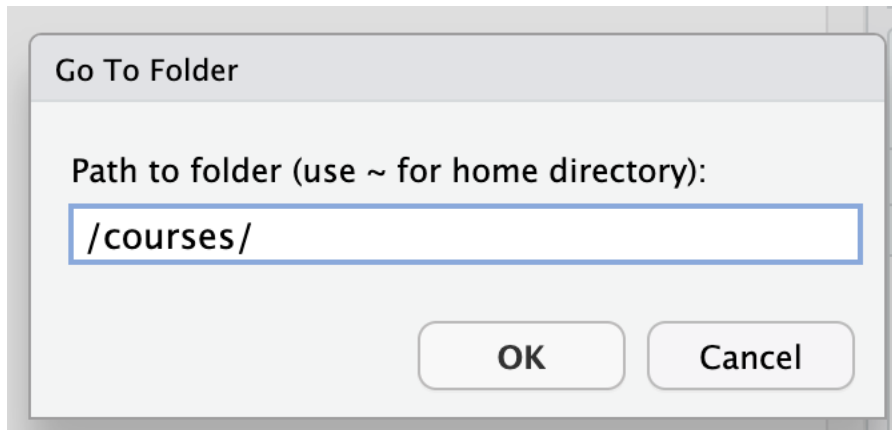 Go To Folder
Path to folder (use ~ for home directory):
/courses/
OK Cancel